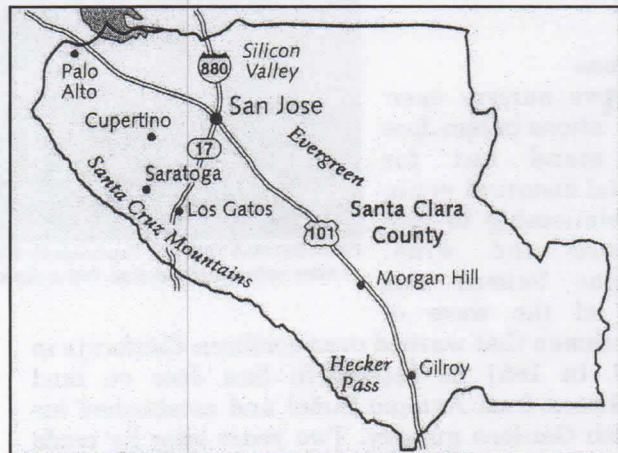 Palo
Alto
880
Silicon
Valley
San Jose
Cupertino
17
Evergreen
Saratoga
Santa Cruz Mountains
Los Gatos
101
Santa Clara
County
Morgan Hill
Hecker
Pass
Gilroy